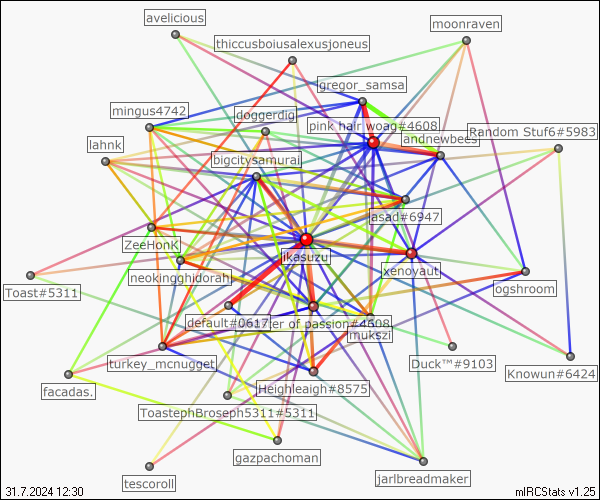 avelicious
moonraven
thiccusboiusalexusjoneus
gregor_samsa
mingus4742
doggerdig
pink hair woag#4608
Random Stuf6#5983
andnewbees
lahnk
bigcitysamurai
asad#6947
ZeeHonK
jkasuzu
xenoyaut
neokingghidorah
Toast#5311
ogshroom
default#0617
ter of passion#4608
mukszi
turkey_mcnugget
Duck™#9103
Knowun#6424
Heighleaigh#8575
facadas.
ToastephBroseph5311#5311
gazpachoman
tescoroll
jarlbreadmaker
31.7.2024 12:30
mIRCStats v1.25